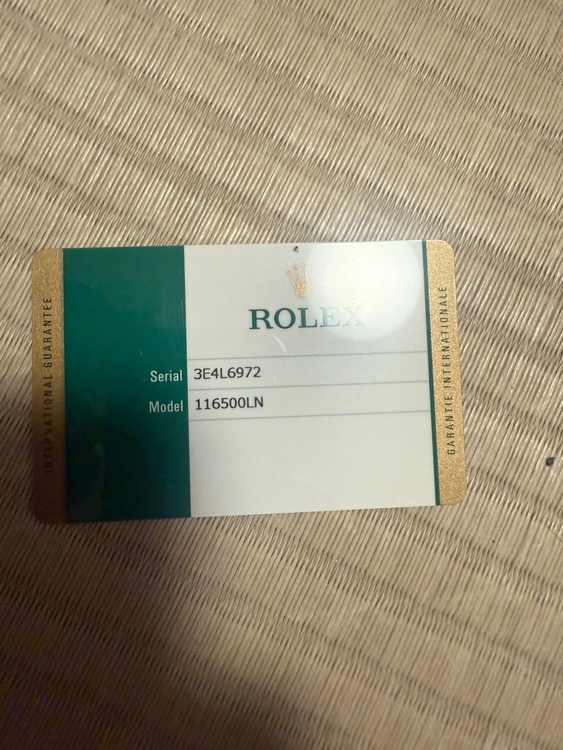 INTERNATIONAL GUARANTEE
ROLEX
Serial 3E4L6972
Model 116500LN
GARANTIE INTERNATIONALE